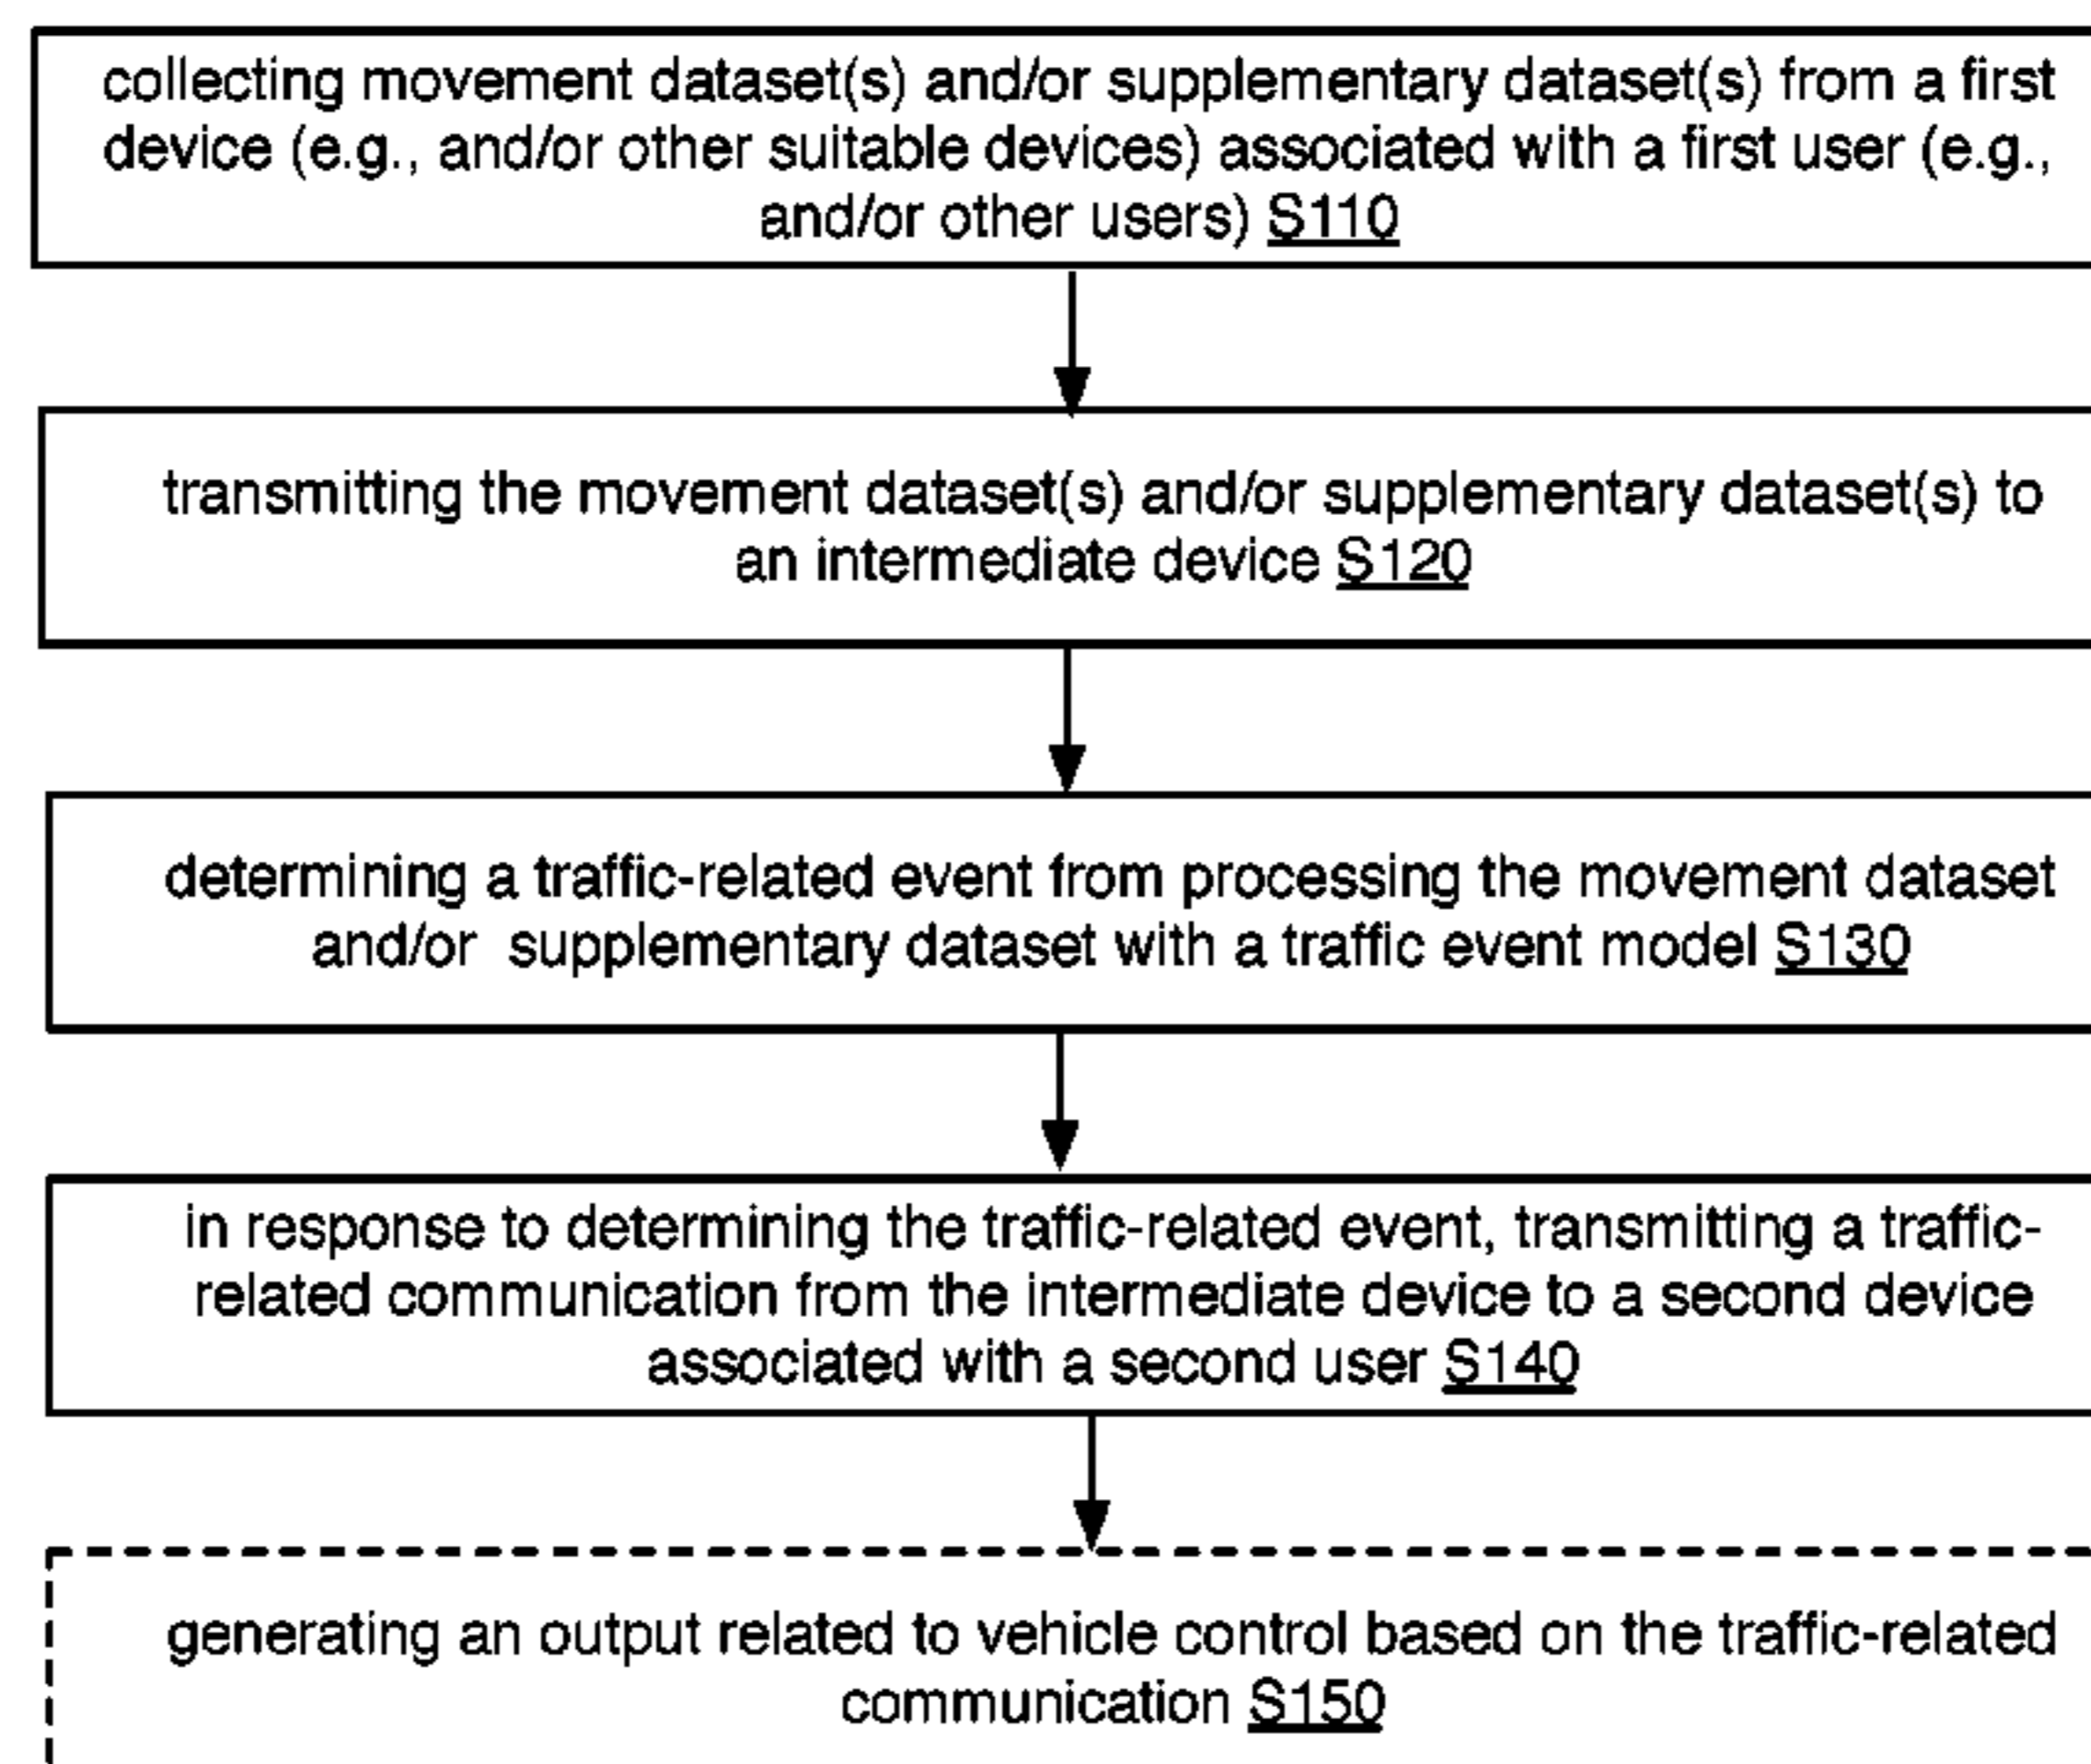 collecting movement dataset(s) and/or supplementary dataset(s) from a first
device (e.g., and/or other suitable devices) associated with a first user (e.g.,
and/or other users) S110
transmitting the movement dataset(s) and/or supplementary dataset(s) to
an intermediate device S120
determining a traffic-related event from processing the movement dataset
and/or supplementary dataset with a traffic event model S130
in response to determining the traffic-related event, transmitting a traffic-
related communication from the intermediate device to a second device
associated with a second user S140
generating an output related to vehicle control based on the traffic-related
communication S150